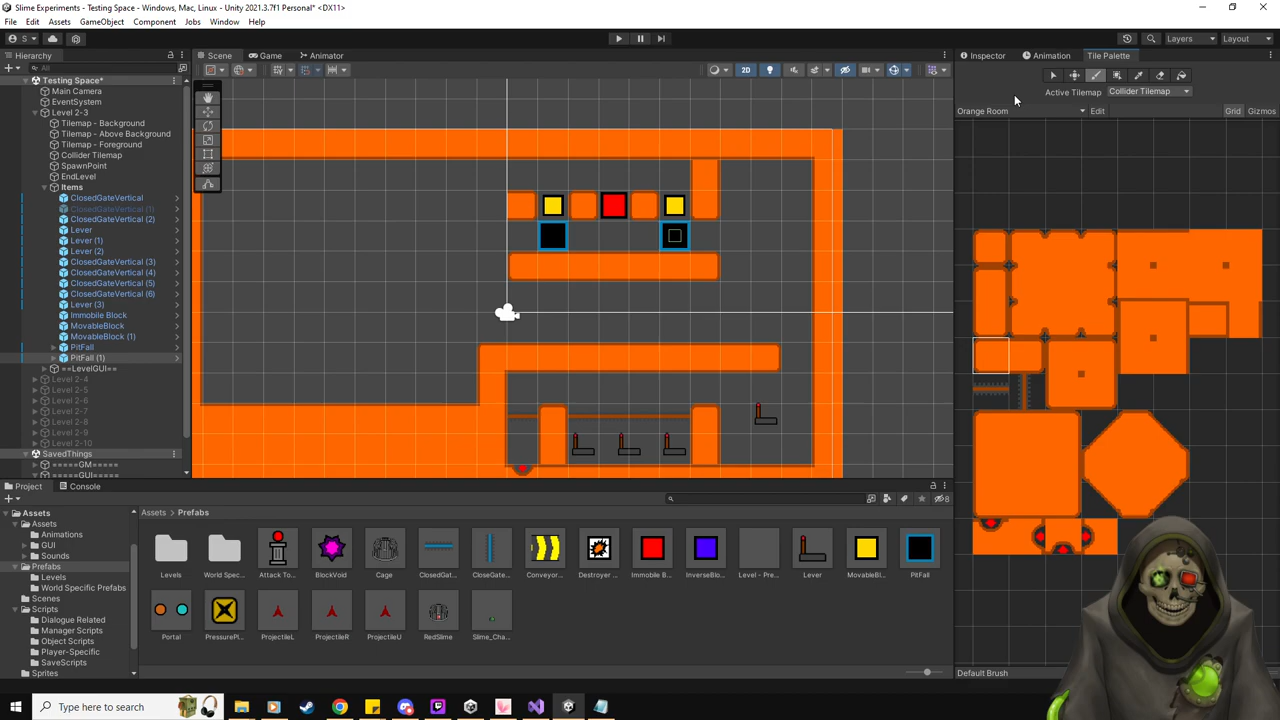 Slime Experiments - Testing Space - Windows, Mac, Linux - Unity 2021.3.7f1 Personal* <DX11>
File Edit Assets GameObject Component Jobs Window Help
S Layers Layout
Hierarchy Scene Game Animator Inspector Animation Tile Palette
All
2D
Active Tilemap Collider Tilemap
Orange Room Edit Grid Gizmos
Testing Space*
Main Camera
EventSystem
Level 2-3
Tilemap - Background
Tilemap - Above Background
Tilemap - Foreground
Collider Tilemap
SpawnPoint
EndLevel
Items
ClosedGateVertical
ClosedGateVertical (1)
ClosedGateVertical (2)
Lever
Lever (1)
Lever (2)
ClosedGateVertical (3)
ClosedGateVertical (4)
ClosedGateVertical (5)
ClosedGateVertical (6)
Lever (3)
Immobile Block
MovableBlock
MovableBlock (1)
PitFall
PitFall (1)
==LevelGUI==
Level 2-4
Level 2-5
Level 2-6
Level 2-7
Level 2-8
Level 2-9
Level 2-10
SavedThings
=====GM=====
=====GUI=====
Project Console
8
Assets
Assets
Animations
GUI
Sounds
Prefabs
Levels
World Specific Prefabs
Scenes
Scripts
Dialogue Related
Manager Scripts
Object Scripts
Player-Specific
SaveScripts
Sprites
Assets > Prefabs
Levels World Spec... Attack To... BlockVoid Cage ClosedGat... CloseGate... Conveyor... Destroyer ... Immobile B... InverseBlo... Level - Pre... Lever MovableBl... PitFall
Portal PressurePl... ProjectileL ProjectileR ProjectileU RedSlime Slime_Cha...
Default Brush
Type here to search